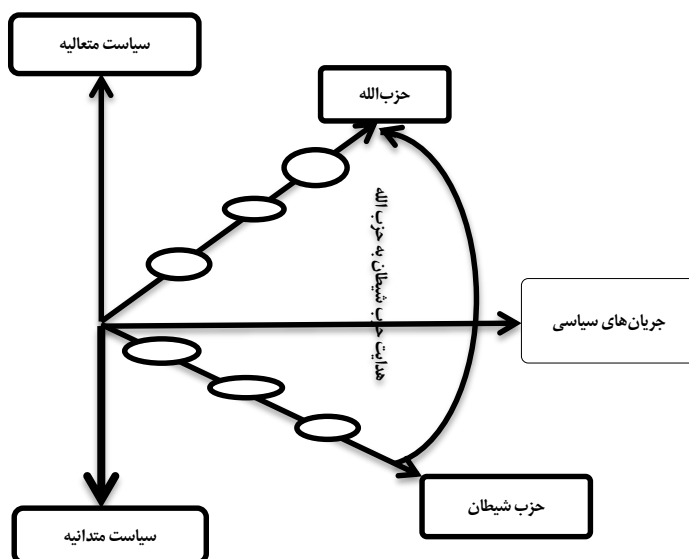 سیاست متعالیه
حزب‌الله
هدایت حزب شیطان به حزب الله
جریان‌های سیاسی
حزب شیطان
سیاست متدانیه